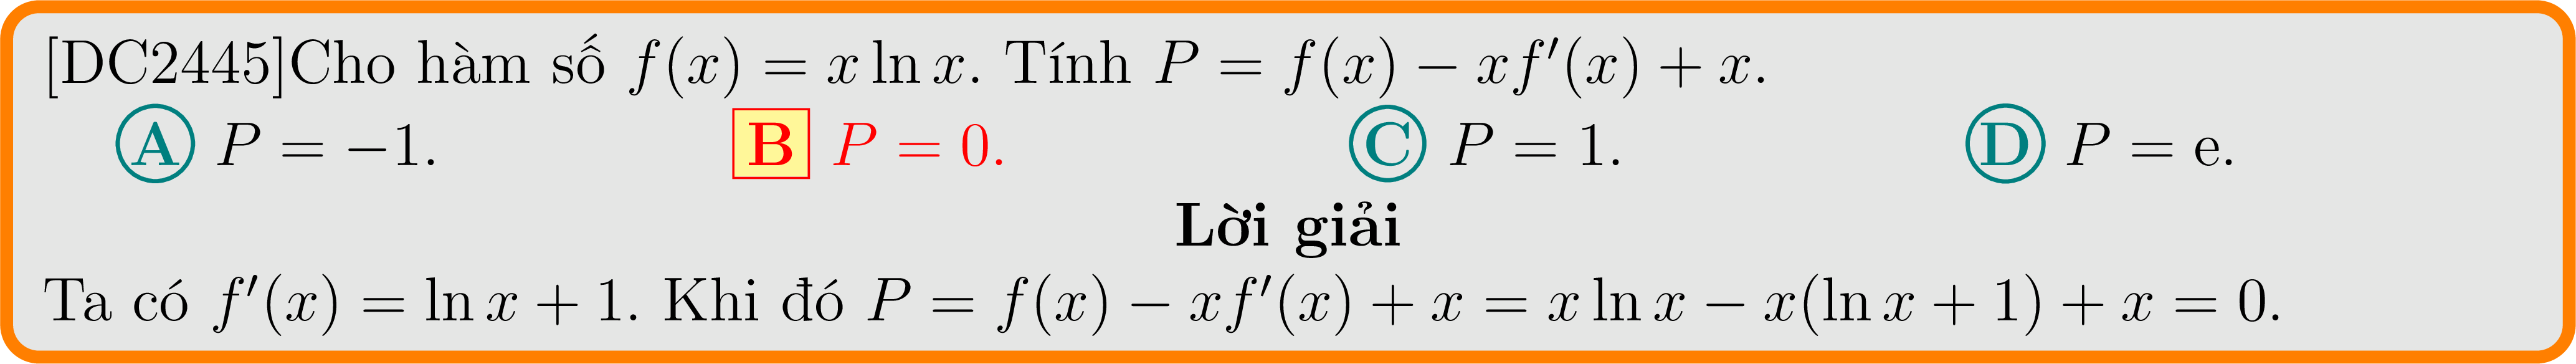 [DC2445]Cho hàm số f(x) = x ln x. Tính P = f(x) − xf′(x) + x.
A P = −1. B P = 0. C P = 1. D P = e.
Lời giải
Ta có f′(x) = ln x + 1. Khi đó P = f(x) − xf′(x) + x = x ln x − x(ln x + 1) + x = 0.